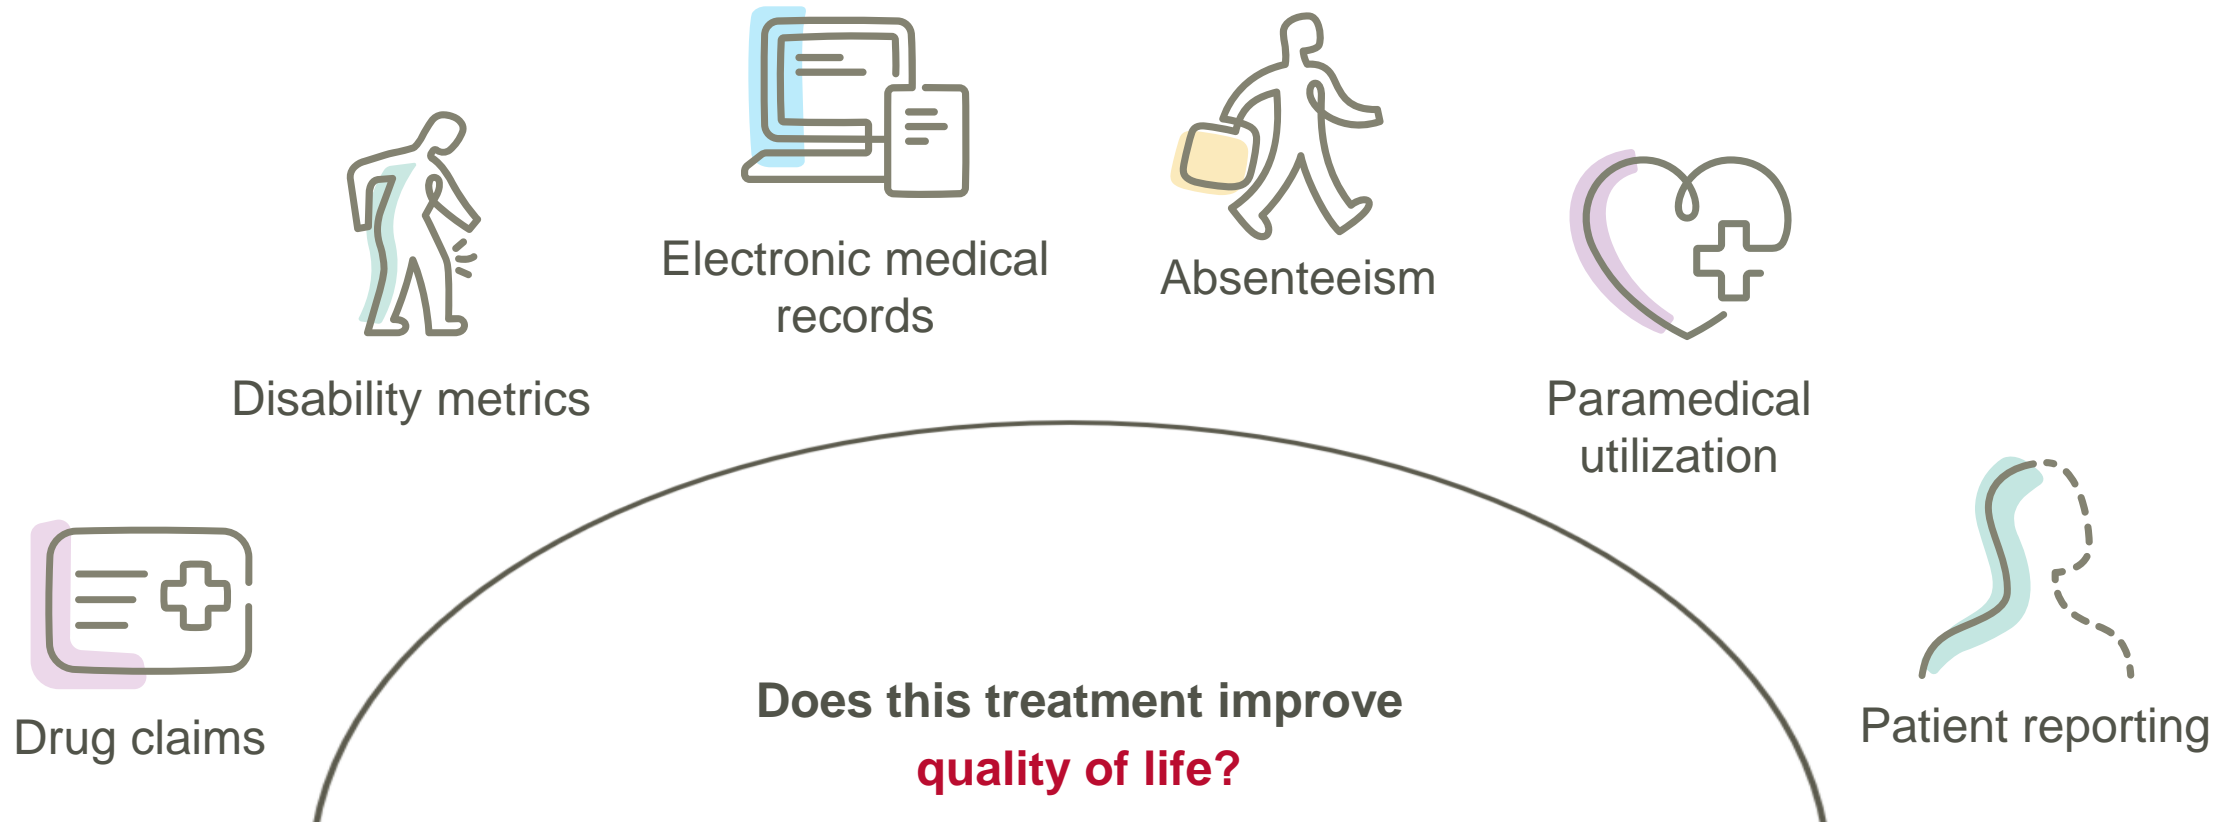 Drug claims
Disability metrics
Electronic medical
records
Absenteeism
Paramedical
utilization
Patient reporting
Does this treatment improve
quality of life?